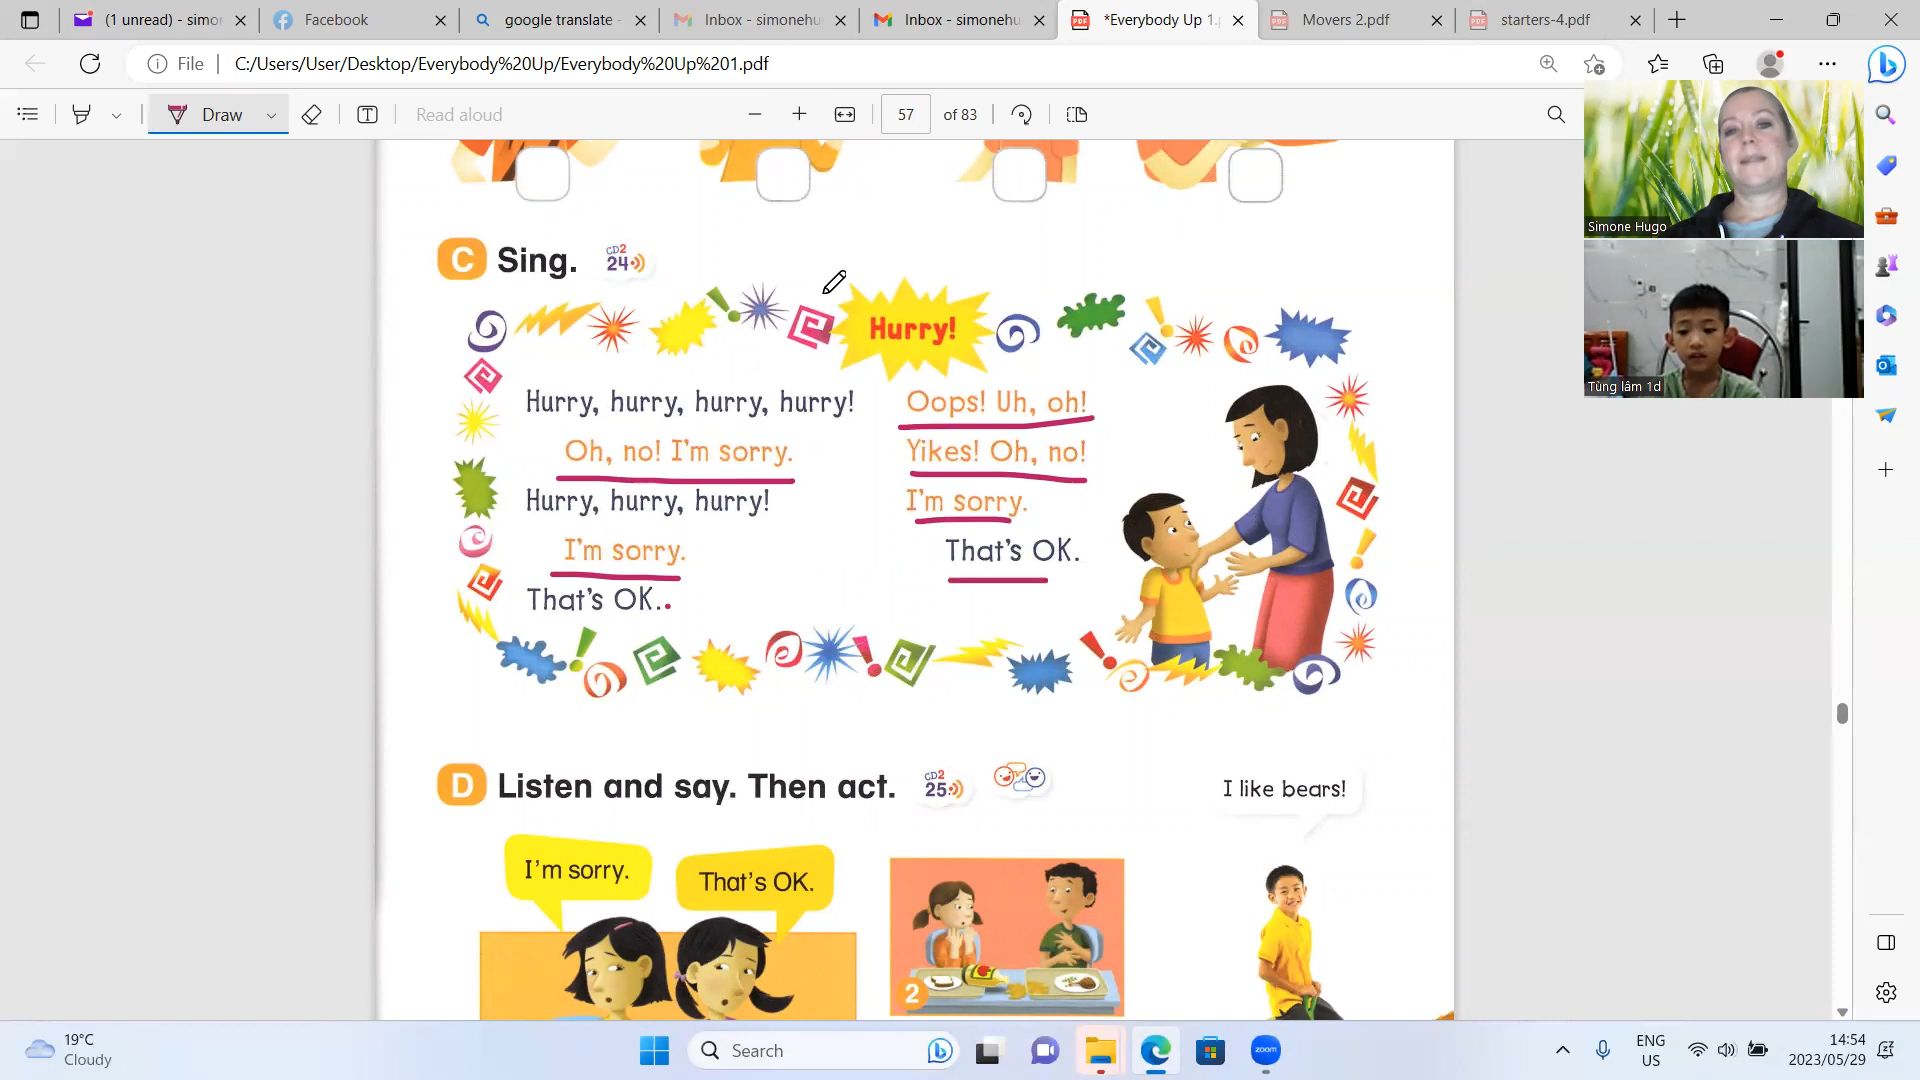 (1 unread) - simo
Facebook
google translate -
Inbox - simonehu
Inbox - simonehu
*Everybody Up 1.p
Movers 2.pdf
starters-4.pdf
File
C:/Users/User/Desktop/Everybody%20Up/Everybody%20Up%201.pdf
Draw
Read aloud
57
of 83
Simone Hugo
Tùng lâm 1d
C Sing. CD2 24
Hurry!
Hurry, hurry, hurry, hurry!
Oh, no! I'm sorry.
Hurry, hurry, hurry!
I'm sorry.
That's OK.
Oops! Uh, oh!
Yikes! Oh, no!
I'm sorry.
That's OK.
D Listen and say. Then act. CD2 25
I like bears!
I'm sorry.
That's OK.
2
19°C
Cloudy
Search
zoom
ENG
US
14:54
2023/05/29